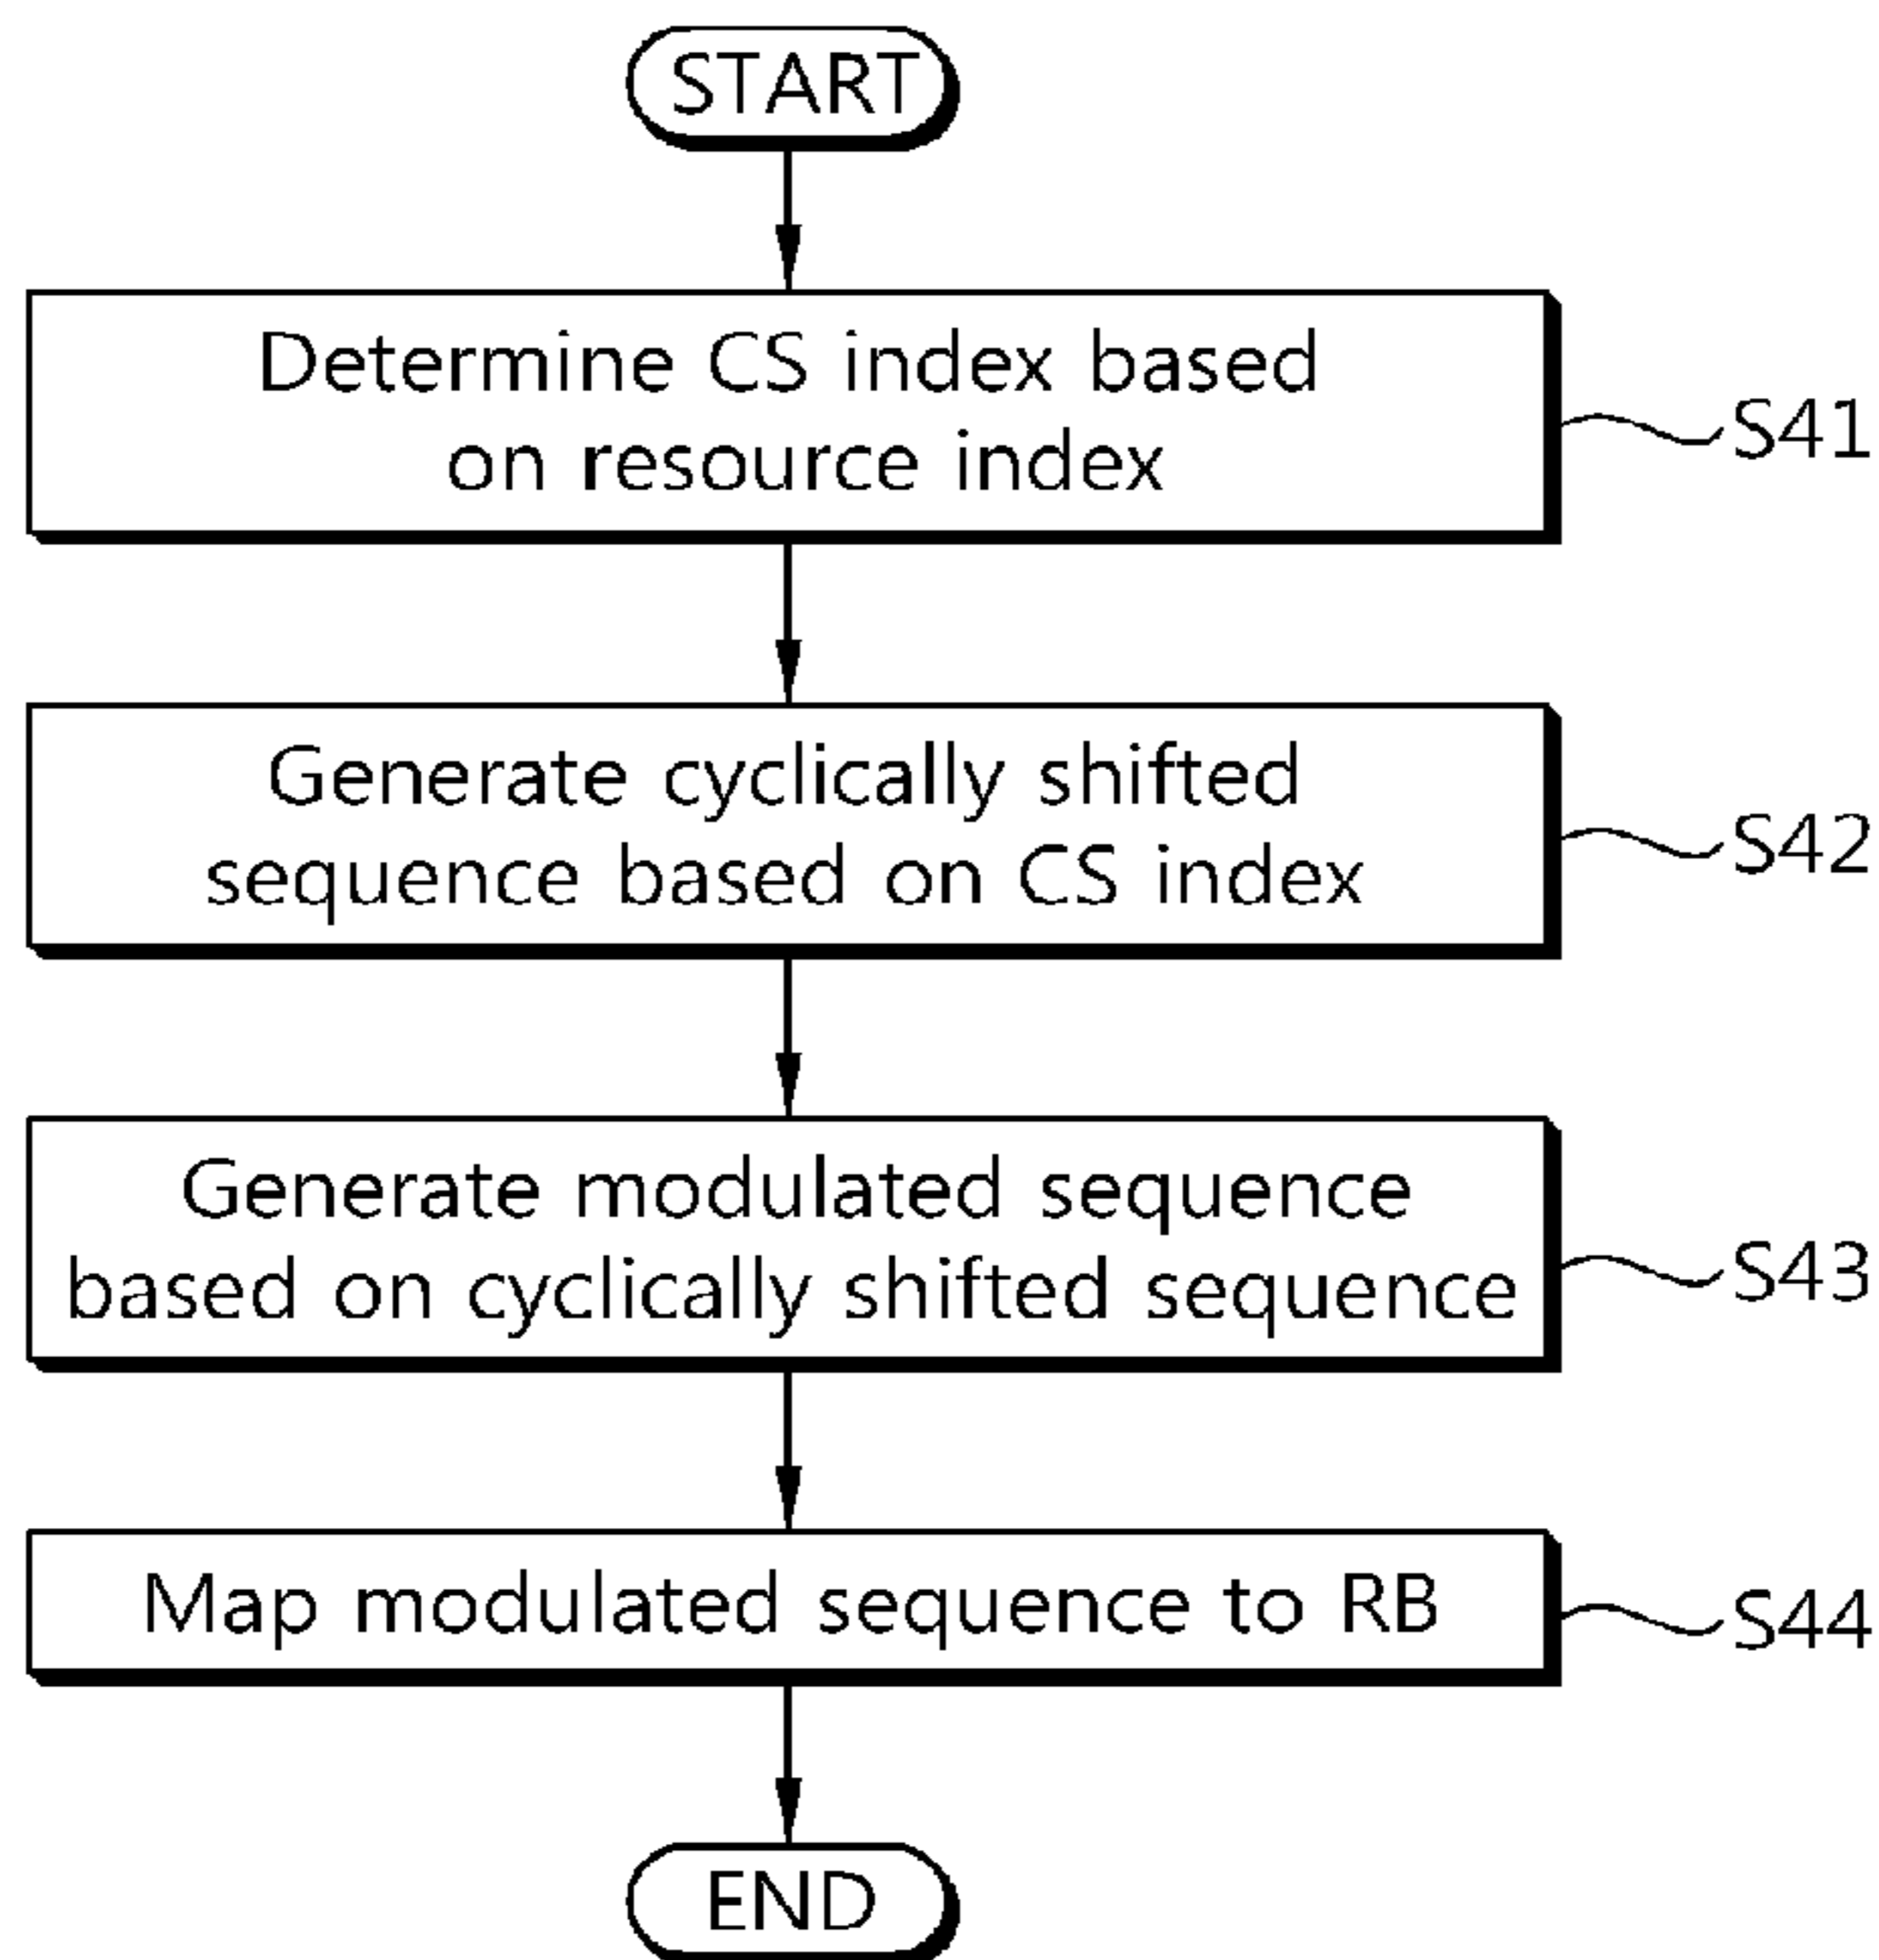 START
Determine CS index based
on resource index
S41
Generate cyclically shifted
sequence based on CS index
S42
Generate modulated sequence
based on cyclically shifted sequence
S43
Map modulated sequence to RB
S44
END